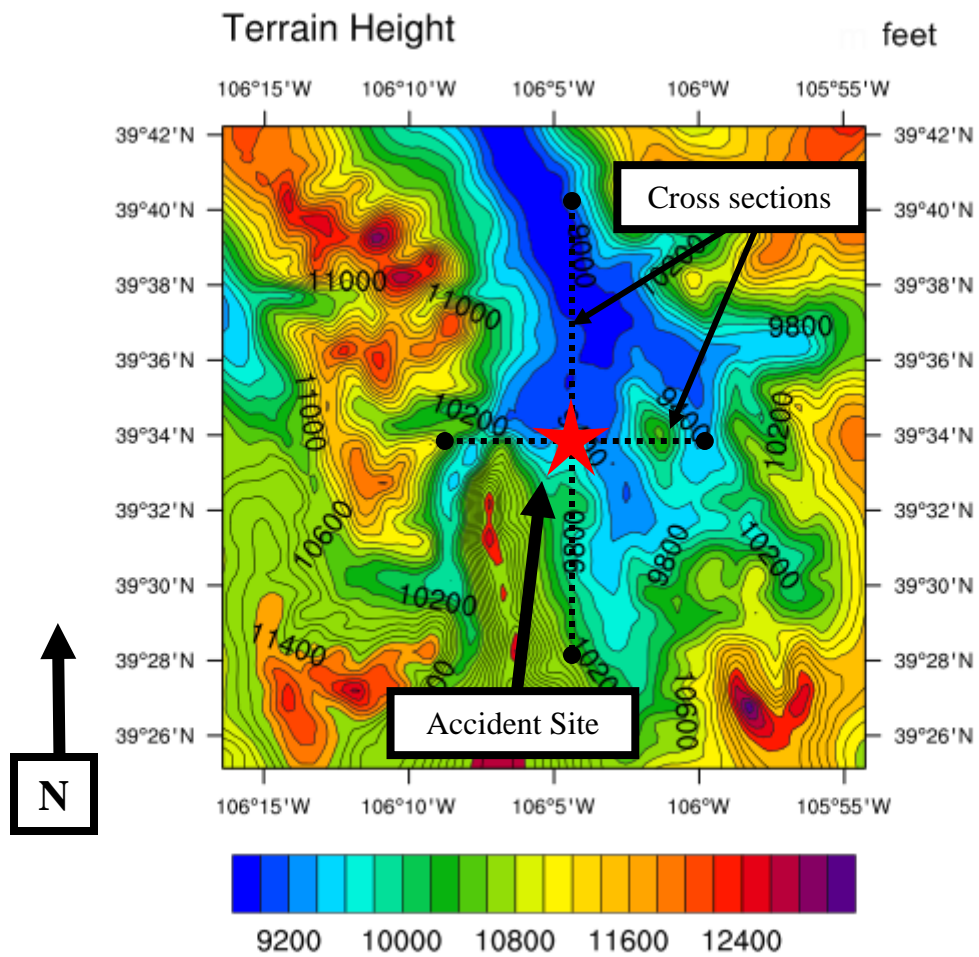 Terrain Height
feet
106°15'W 106°10'W 106°5'W 106°W 105°55'W
39°42'N 39°42'N
Cross sections
39°40'N 39°40'N
9000
9200
39°38'N 11000 39°38'N
11000
9800
39°36'N 39°36'N
11000 10200 9400 10200
39°34'N 39°34'N
39°32'N 39°32'N
10600 9800 9800 10200
39°30'N 39°30'N
10200
11400
39°28'N 39°28'N
10200
10600
Accident Site
39°26'N 39°26'N
N
106°15'W 106°10'W 106°5'W 106°W 105°55'W
9200 10000 10800 11600 12400